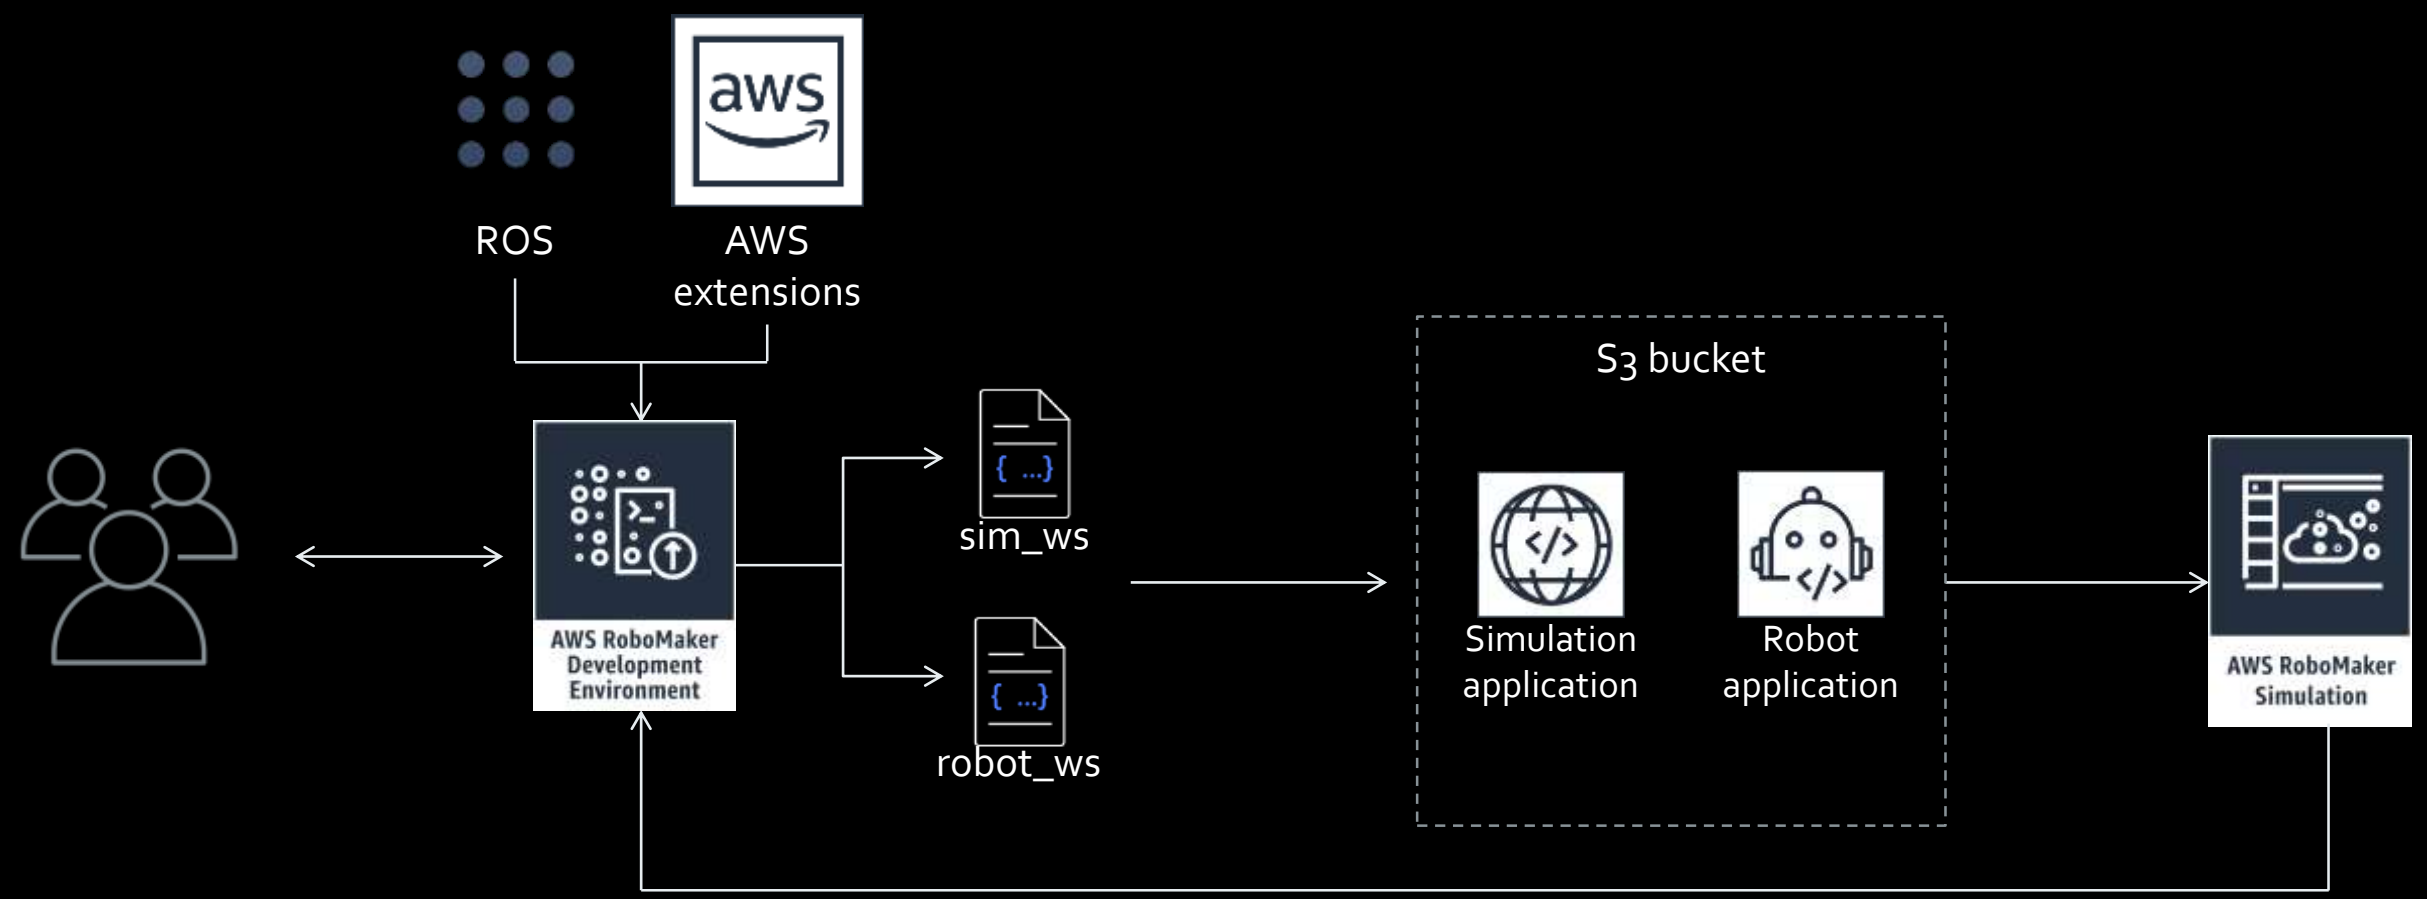 aws
ROS
AWS
extensions
S3 bucket
{ ...}
sim_ws
>_
</>
</>
AWS RoboMaker
Development
Environment
Simulation
application
Robot
application
AWS RoboMaker
Simulation
{ ...}
robot_ws